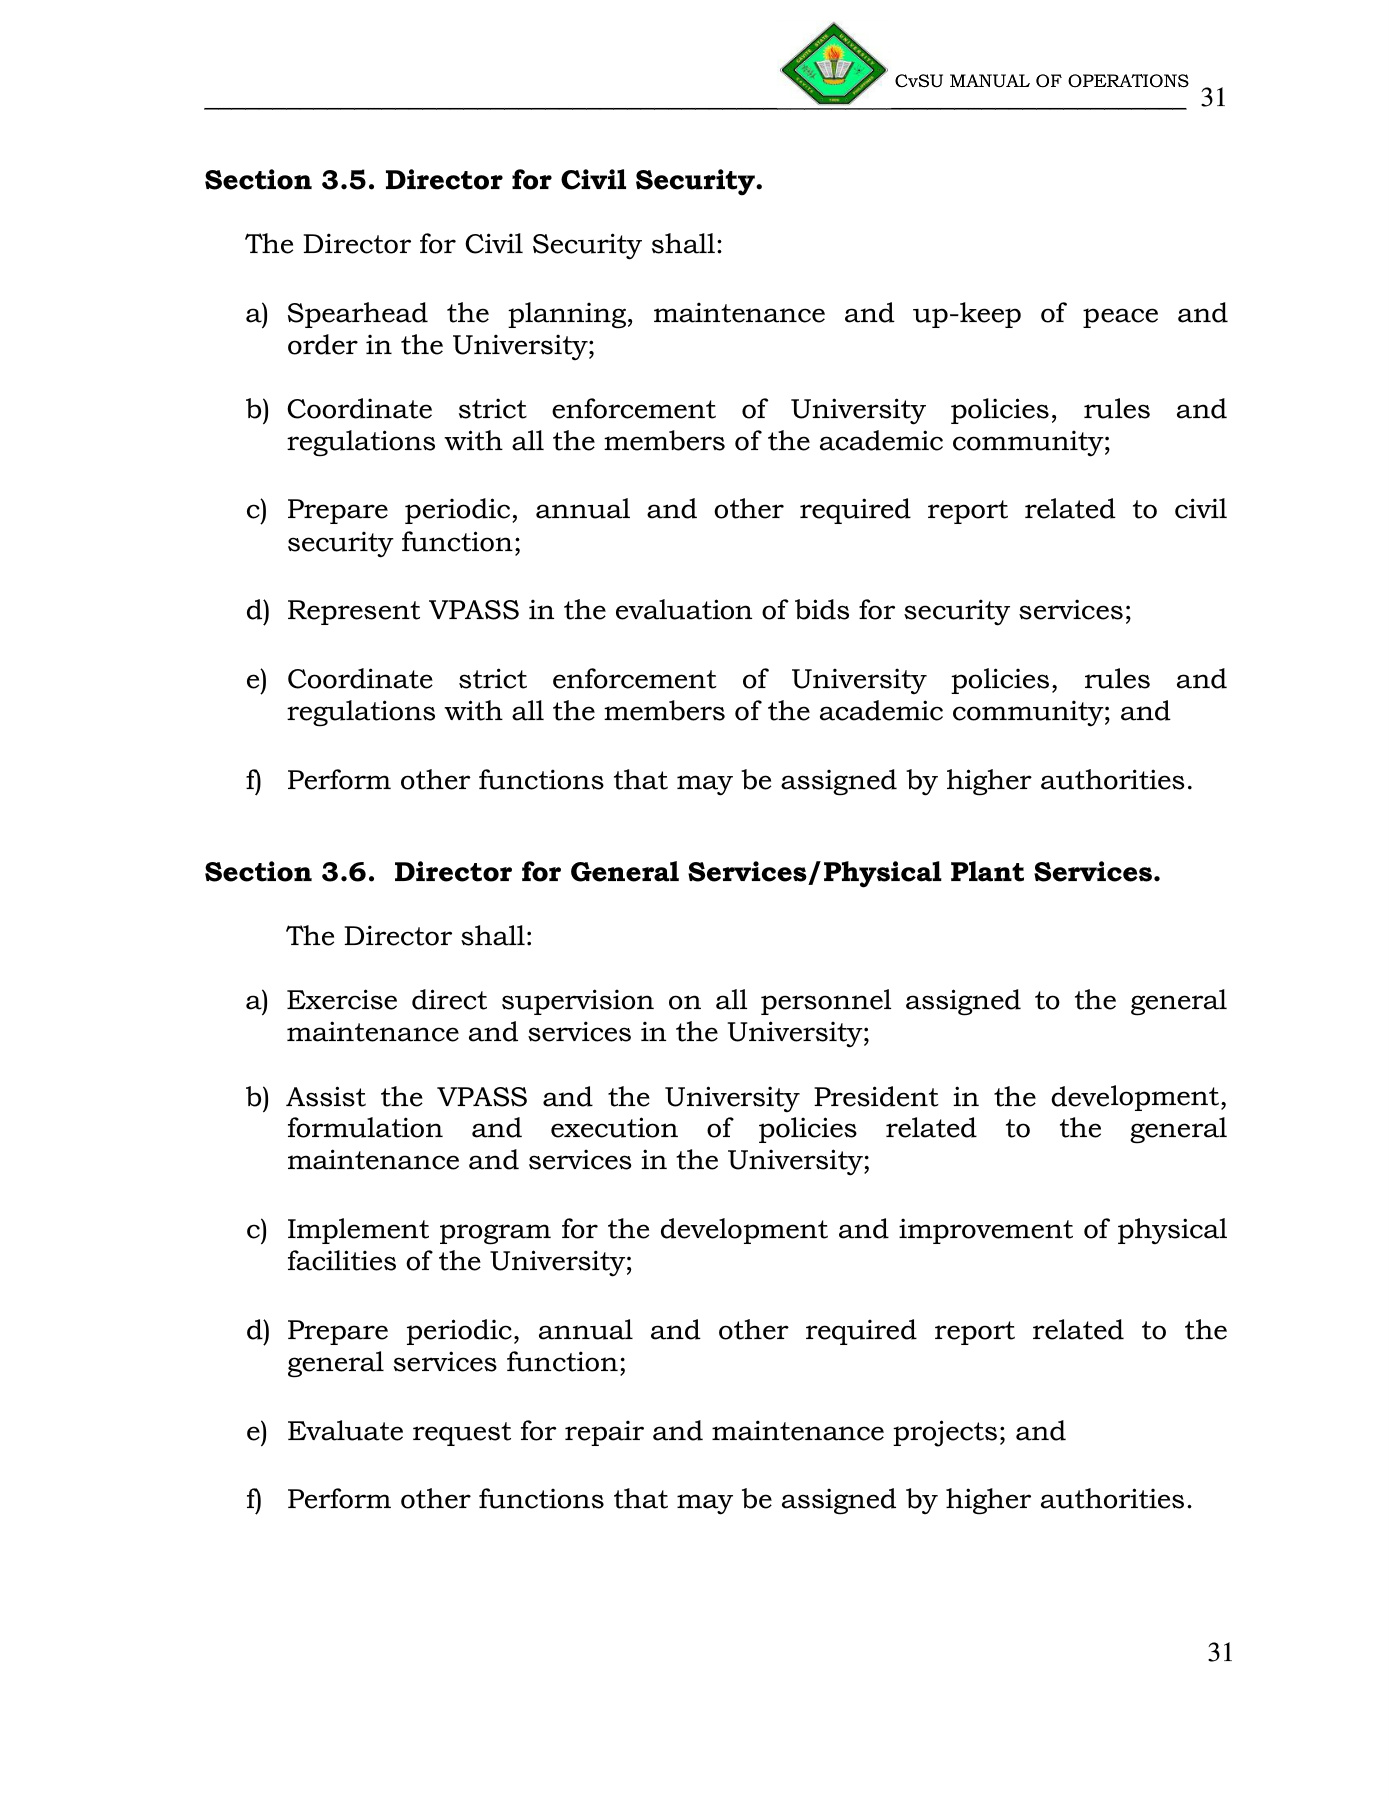 CvSU MANUAL OF OPERATIONS 31
Section 3.5. Director for Civil Security.
The Director for Civil Security shall:
a) Spearhead the planning, maintenance and up-keep of peace and
order in the University;
b) Coordinate strict enforcement of University policies, rules and
regulations with all the members of the academic community;
c) Prepare periodic, annual and other required report related to civil
security function;
d) Represent VPASS in the evaluation of bids for security services;
e) Coordinate strict enforcement of University policies, rules and
regulations with all the members of the academic community; and
f) Perform other functions that may be assigned by higher authorities.
Section 3.6. Director for General Services/Physical Plant Services.
The Director shall:
a) Exercise direct supervision on all personnel assigned to the general
maintenance and services in the University;
b) Assist the VPASS and the University President in the development,
formulation and execution of policies related to the general
maintenance and services in the University;
c) Implement program for the development and improvement of physical
facilities of the University;
d) Prepare periodic, annual and other required report related to the
general services function;
e) Evaluate request for repair and maintenance projects; and
f) Perform other functions that may be assigned by higher authorities.
31